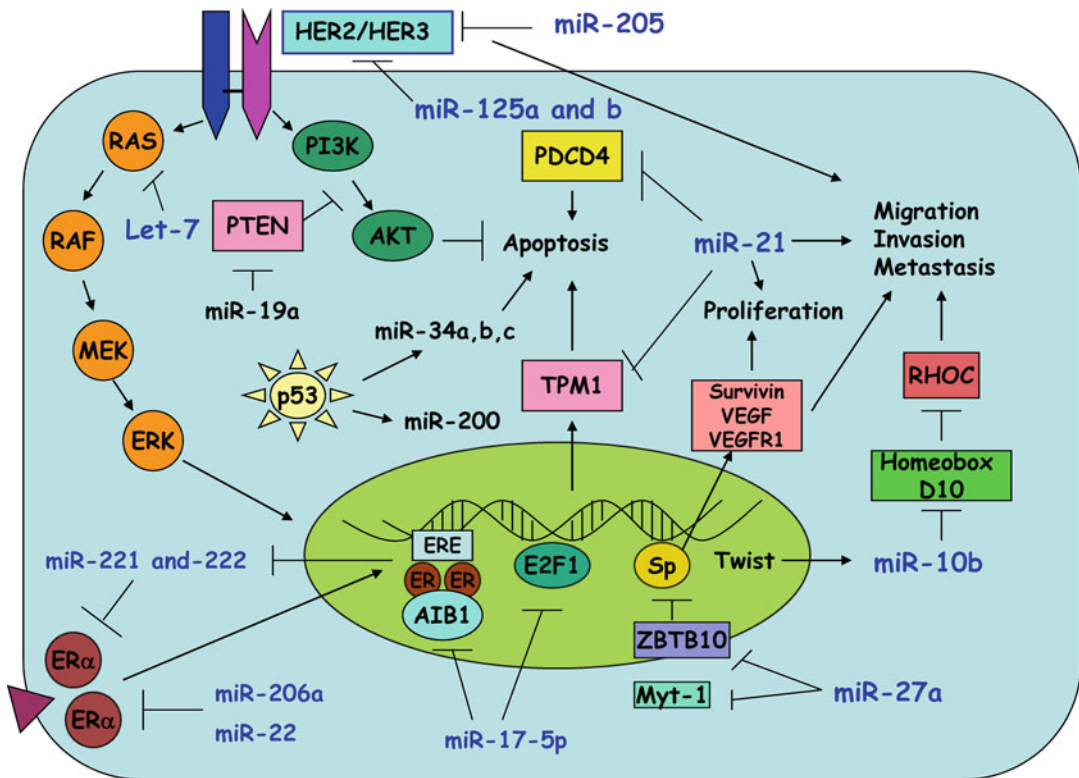 HER2/HER3
miR-205
miR-125a and b
RAS
PI3K
PDCD4
Let-7
PTEN
RAF
AKT
Apoptosis
miR-21
Migration
Invasion
Metastasis
miR-19a
Proliferation
miR-34a,b,c
MEK
p53
TPM1
RHOC
miR-200
Survivin
VEGF
VEGFR1
ERK
Homeobox
D10
ERE
miR-221 and-222
E2F1
Sp
Twist
miR-10b
ER
ER
AIB1
ZBTB10
ERα
Myt-1
miR-27a
miR-206a
ERα
miR-22
miR-17-5p